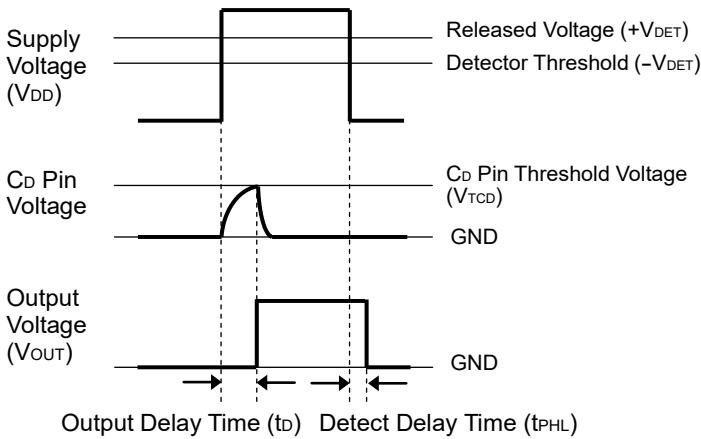 Supply
Voltage
(VDD)
Released Voltage (+VDET)
Detector Threshold (–VDET)
CD Pin
Voltage
CD Pin Threshold Voltage
(VTCD)
GND
Output
Voltage
(VOUT)
GND
Output Delay Time (tD)
Detect Delay Time (tPHL)